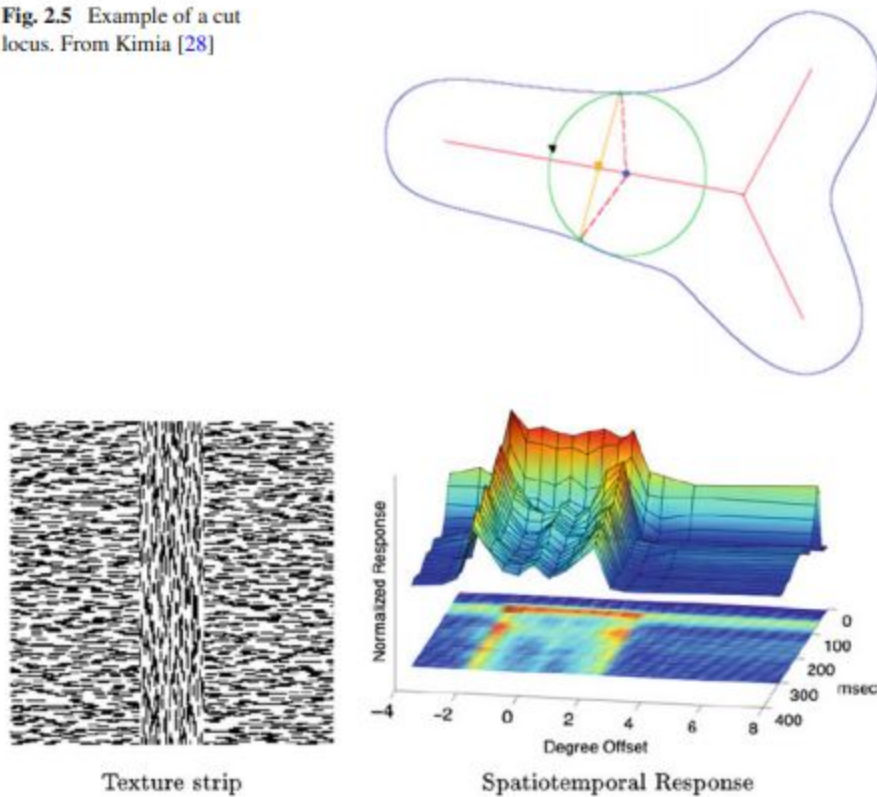 Fig. 2.5 Example of a cut
locus. From Kimia [28]
Normalized Response
0
100
200
300
400
msec
−4
−2
0
2
4
6
8
Degree Offset
Texture strip
Spatiotemporal Response